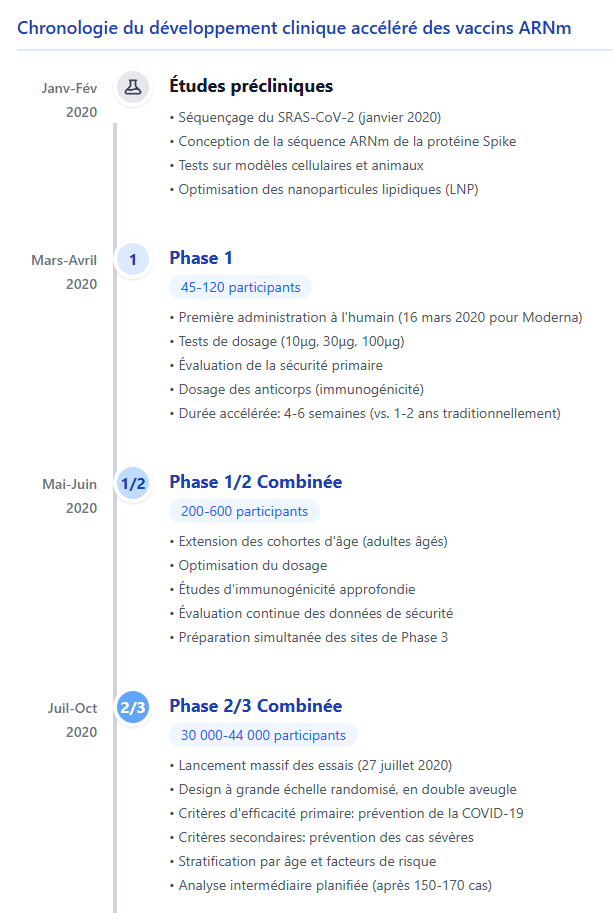 Chronologie du développement clinique accéléré des vaccins ARNm
Janv-Fév
2020
Études précliniques
• Séquençage du SRAS-CoV-2 (janvier 2020)
• Conception de la séquence ARNm de la protéine Spike
• Tests sur modèles cellulaires et animaux
• Optimisation des nanoparticules lipidiques (LNP)
Mars-Avril
2020
1
Phase 1
45-120 participants
• Première administration à l'humain (16 mars 2020 pour Moderna)
• Tests de dosage (10µg, 30µg, 100µg)
• Évaluation de la sécurité primaire
• Dosage des anticorps (immunogénicité)
• Durée accélérée: 4-6 semaines (vs. 1-2 ans traditionnellement)
Mai-Juin
2020
1/2
Phase 1/2 Combinée
200-600 participants
• Extension des cohortes d'âge (adultes âgés)
• Optimisation du dosage
• Études d'immunogénicité approfondie
• Évaluation continue des données de sécurité
• Préparation simultanée des sites de Phase 3
Juil-Oct
2020
2/3
Phase 2/3 Combinée
30 000-44 000 participants
• Lancement massif des essais (27 juillet 2020)
• Design à grande échelle randomisé, en double aveugle
• Critères d'efficacité primaire: prévention de la COVID-19
• Critères secondaires: prévention des cas sévères
• Stratification par âge et facteurs de risque
• Analyse intermédiaire planifiée (après 150-170 cas)